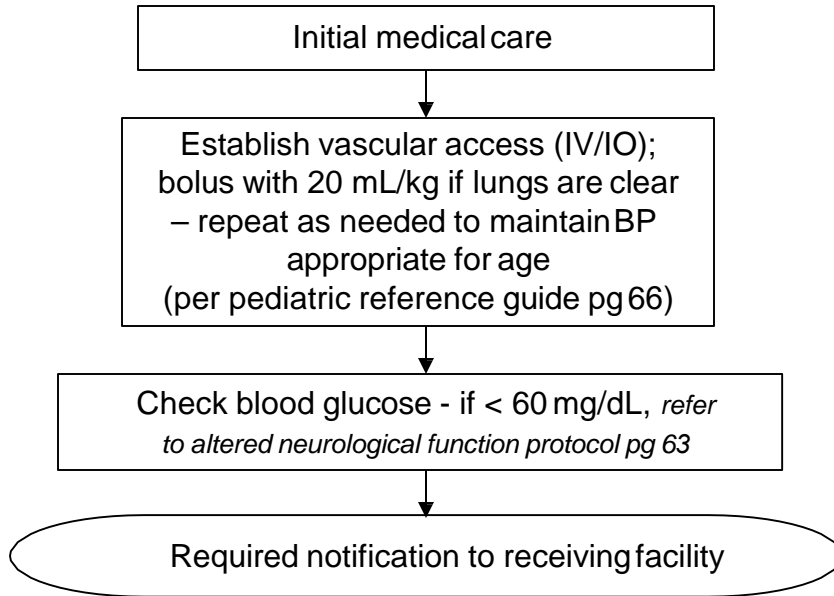 Initial medical care
Establish vascular access (IV/IO);
bolus with 20 mL/kg if lungs are clear
– repeat as needed to maintain BP
appropriate for age
(per pediatric reference guide pg 66)
Check blood glucose - if < 60 mg/dL, refer
to altered neurological function protocol pg 63
Required notification to receiving facility